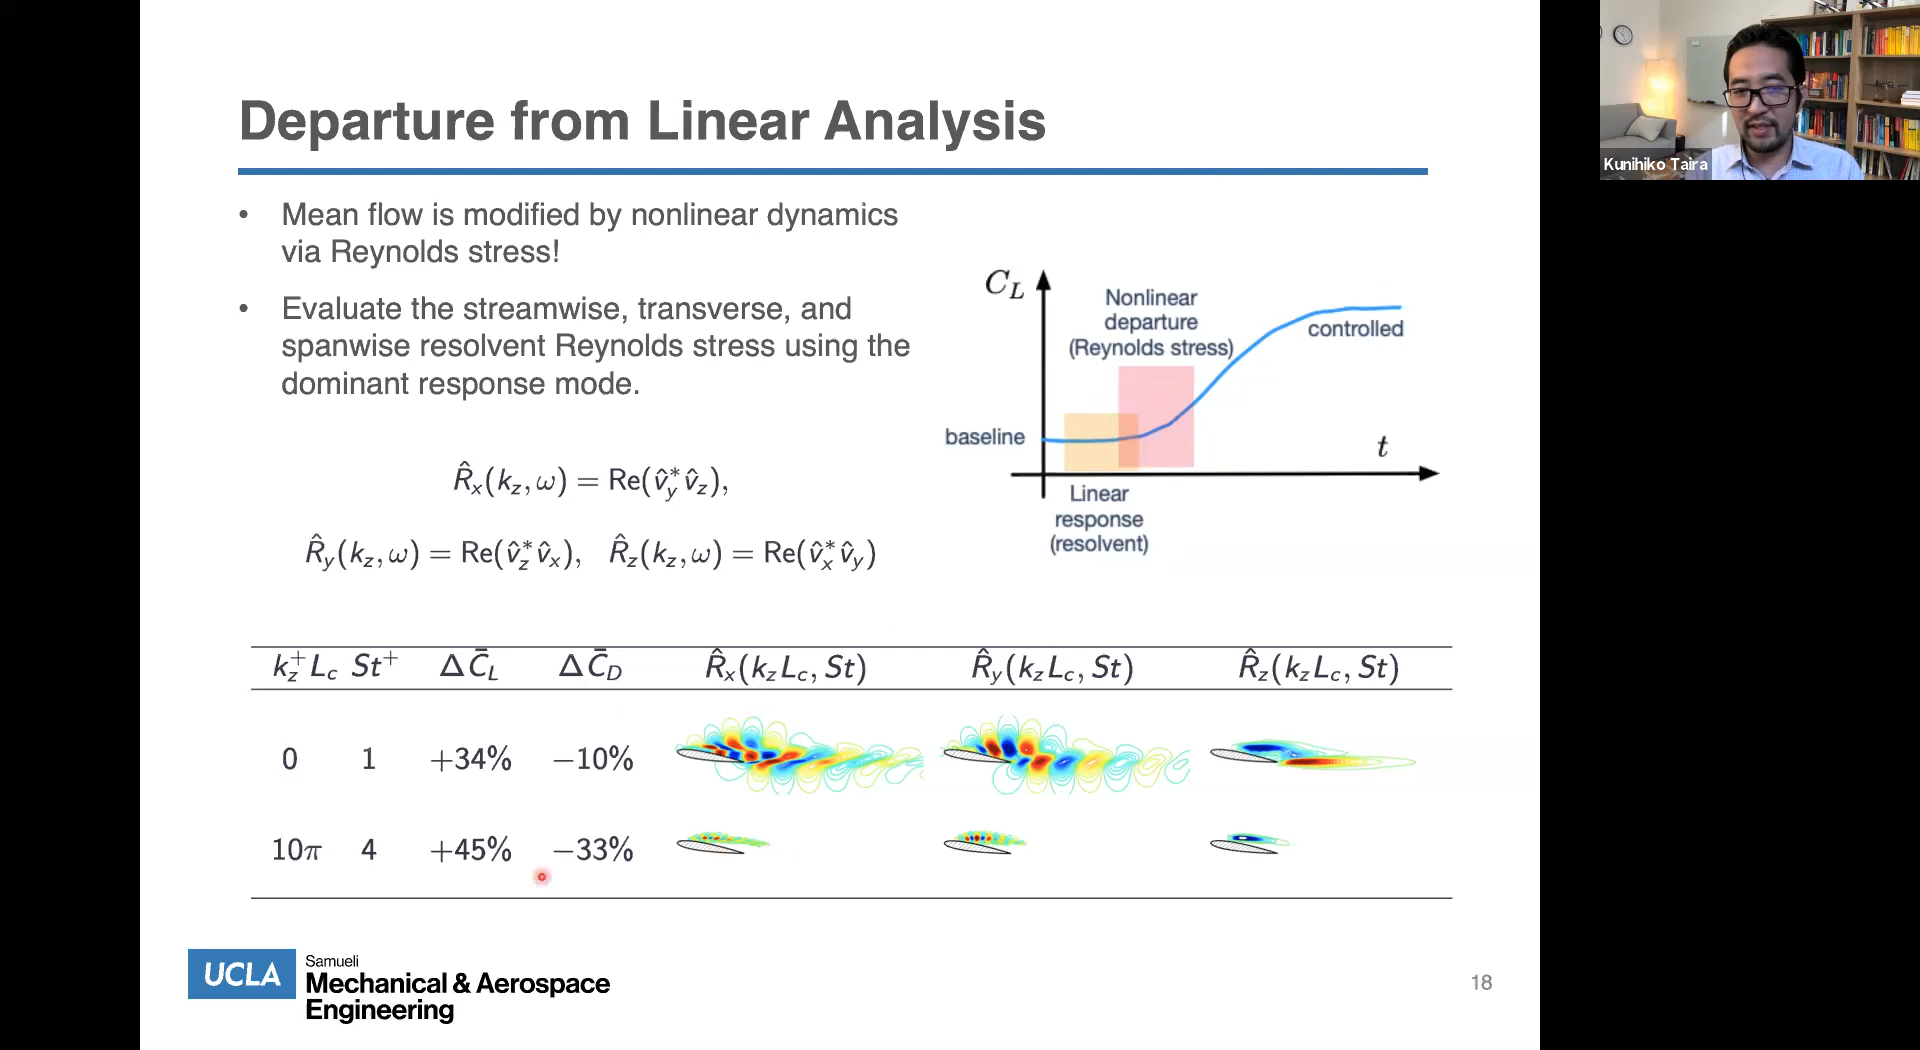 Departure from Linear Analysis
• Mean flow is modified by nonlinear dynamics
via Reynolds stress!
• Evaluate the streamwise, transverse, and
spanwise resolvent Reynolds stress using the
dominant response mode.
R̂x(kz, ω) = Re(v̂y* v̂z),
R̂y(kz, ω) = Re(v̂z* v̂x), R̂z(kz, ω) = Re(v̂x* v̂y)
CL
Nonlinear
departure
(Reynolds stress)
controlled
baseline
t
Linear
response
(resolvent)
kz+Lc St+ ΔC̄L ΔC̄D R̂x(kzLc, St) R̂y(kzLc, St) R̂z(kzLc, St)
0 1 +34% −10%
10π 4 +45% −33%
UCLA
Samueli
Mechanical & Aerospace
Engineering
18
Kunihiko Taira